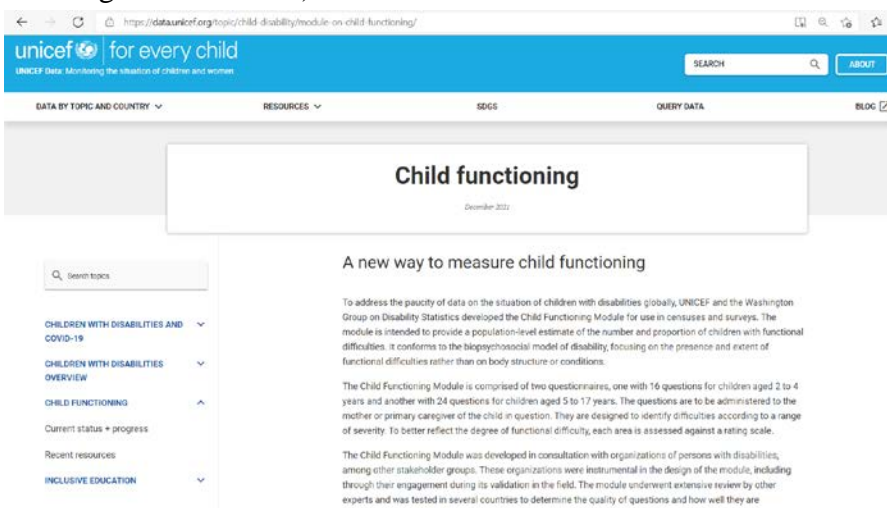 https://data.unicef.org/topic/child-disability/module-on-child-functioning/
unicef for every child
UNICEF Data: Monitoring the situation of children and women
SEARCH
ABOUT
DATA BY TOPIC AND COUNTRY
RESOURCES
SDGS
QUERY DATA
BLOG
Child functioning
December 2021
Search topics
CHILDREN WITH DISABILITIES AND
COVID-19
CHILDREN WITH DISABILITIES
OVERVIEW
CHILD FUNCTIONING
Current status + progress
Recent resources
INCLUSIVE EDUCATION
A new way to measure child functioning
To address the paucity of data on the situation of children with disabilities globally, UNICEF and the Washington
Group on Disability Statistics developed the Child Functioning Module for use in censuses and surveys. The
module is intended to provide a population-level estimate of the number and proportion of children with functional
difficulties. It conforms to the biopsychosocial model of disability, focusing on the presence and extent of
functional difficulties rather than on body structure or conditions.
The Child Functioning Module is comprised of two questionnaires, one with 16 questions for children aged 2 to 4
years and another with 24 questions for children aged 5 to 17 years. The questions are to be administered to the
mother or primary caregiver of the child in question. They are designed to identify difficulties according to a range
of severity. To better reflect the degree of functional difficulty, each area is assessed against a rating scale.
The Child Functioning Module was developed in consultation with organizations of persons with disabilities,
among other stakeholder groups. These organizations were instrumental in the design of the module, including
through their engagement during its validation in the field. The module underwent extensive review by other
experts and was tested in several countries to determine the quality of questions and how well they are